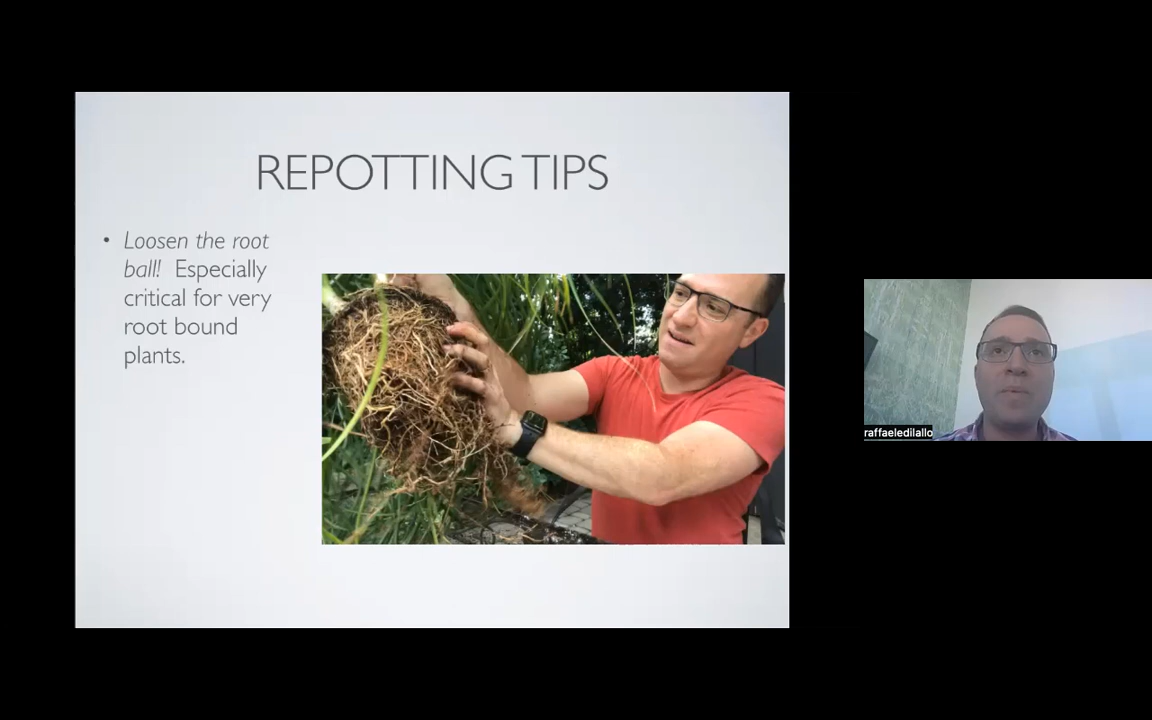 REPOTTING TIPS
• Loosen the root
ball! Especially
critical for very
root bound
plants.
raffaeledilallo